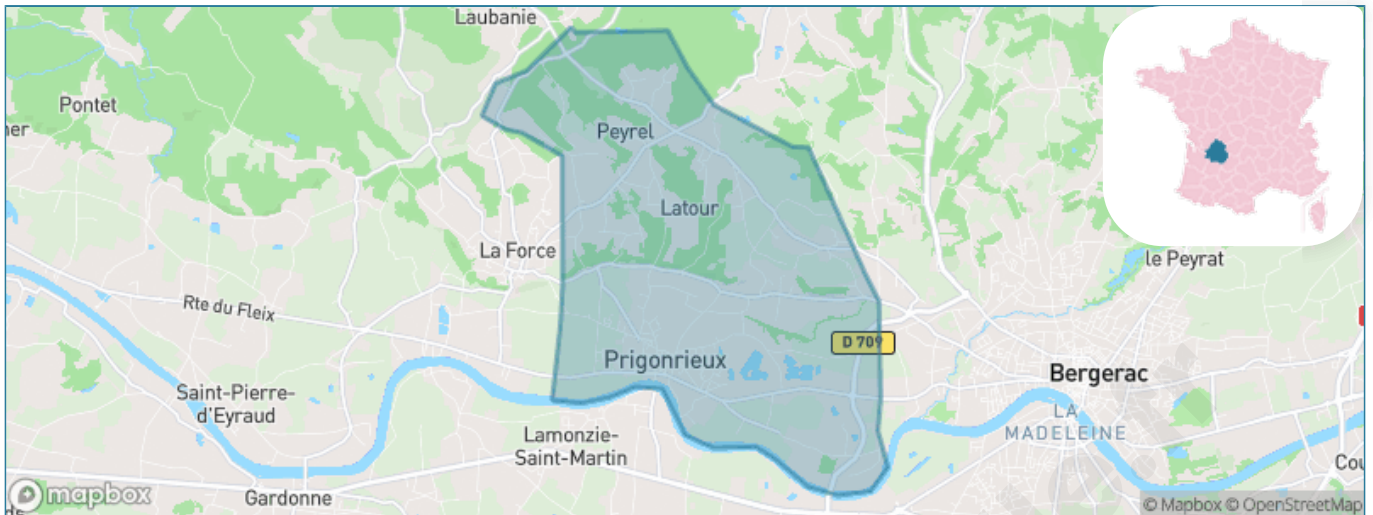 Laubanie
Pontet
Peyrel
Latour
La Force
le Peyrat
Rte du Fleix
D 709
Prigonrieux
Bergerac
Saint-Pierre-
d'Eyraud
LA
MADELEINE
Lamonzie-
Saint-Martin
Gardonne
mapbox
© Mapbox © OpenStreetMap